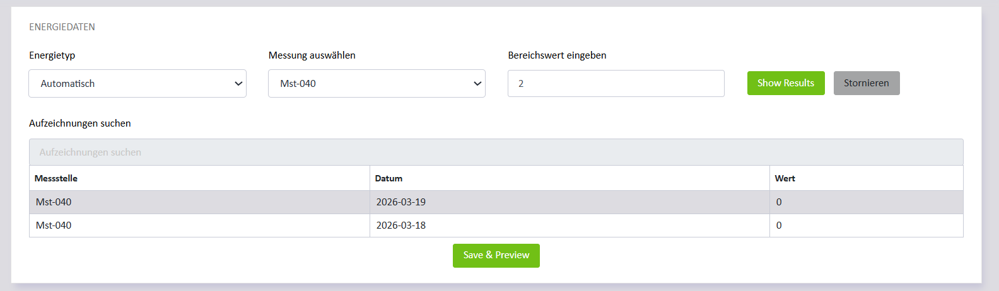 ENERGIEDATEN
Energietyp Messung auswählen Bereichswert eingeben
Automatisch Mst-040 2 Show Results Stornieren
Aufzeichnungen suchen
Aufzeichnungen suchen
Messstelle Datum Wert
Mst-040 2026-03-19 0
Mst-040 2026-03-18 0
Save & Preview